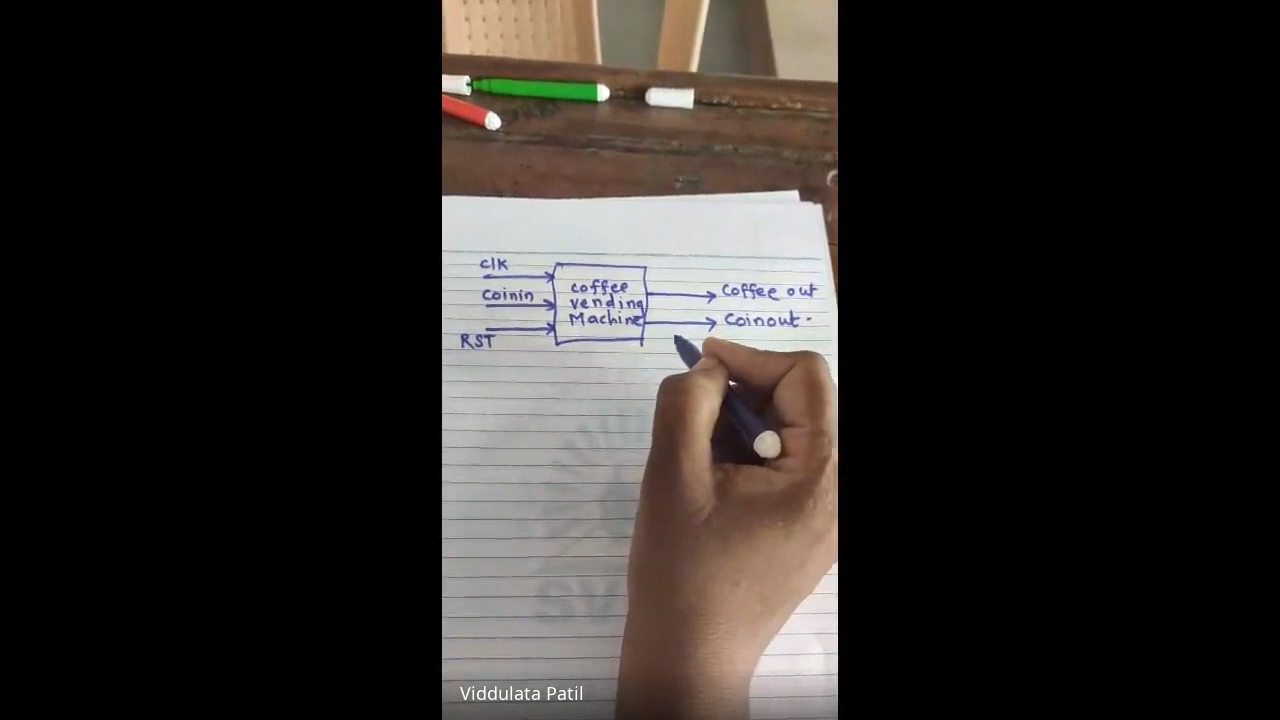 clk
coinin
RST
coffee
vending
Machine
coffee out
coinout.
Viddulata Patil